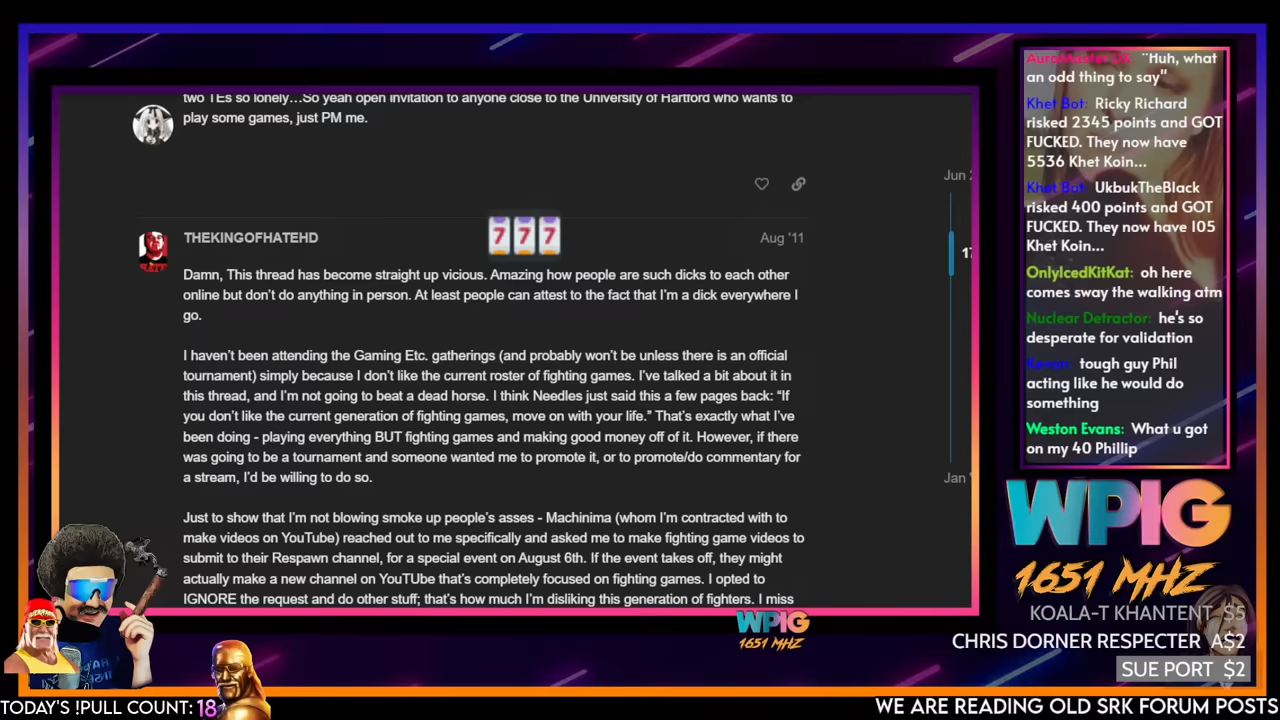 two TEs so lonely…So yeah open invitation to anyone close to the University of Hartford who wants to
play some games, just PM me.
Jun 2
THEKINGOFHATEHD
777
Aug '11
HATE
Damn, This thread has become straight up vicious. Amazing how people are such dicks to each other
online but don’t do anything in person. At least people can attest to the fact that I’m a dick everywhere I
go.
17
I haven’t been attending the Gaming Etc. gatherings (and probably won’t be unless there is an official
tournament) simply because I don’t like the current roster of fighting games. I’ve talked a bit about it in
this thread, and I’m not going to beat a dead horse. I think Needles just said this a few pages back: “If
you don’t like the current generation of fighting games, move on with your life.” That’s exactly what I’ve
been doing - playing everything BUT fighting games and making good money off of it. However, if there
was going to be a tournament and someone wanted me to promote it, or to promote/do commentary for
a stream, I’d be willing to do so.
Jan '
Just to show that I’m not blowing smoke up people’s asses - Machinima (whom I’m contracted with to
make videos on YouTube) reached out to me specifically and asked me to make fighting game videos to
submit to their Respawn channel, for a special event on August 6th. If the event takes off, they might
actually make a new channel on YouTUbe that’s completely focused on fighting games. I opted to
IGNORE the request and do other stuff; that’s how much I’m disliking this generation of fighters. I miss
WPIG
1651 MHZ
"Huh, what
an odd thing to say"
Khet Bot: Ricky Richard
risked 2345 points and GOT
FUCKED. They now have
5536 Khet Koin...
Khet Bot: UkbukTheBlack
risked 400 points and GOT
FUCKED. They now have 105
Khet Koin...
OnlyIcedKitKat: oh here
comes sway the walking atm
Nuclear Detractor: he's so
desperate for validation
tough guy Phil
acting like he would do
something
Weston Evans: What u got
on my 40 Phillip
WPIG
1651 MHZ
KOALA-T KHANTENT $5
CHRIS DORNER RESPECTER A$2
SUE PORT $2
TODAY'S !PULL COUNT: 18
WE ARE READING OLD SRK FORUM POSTS